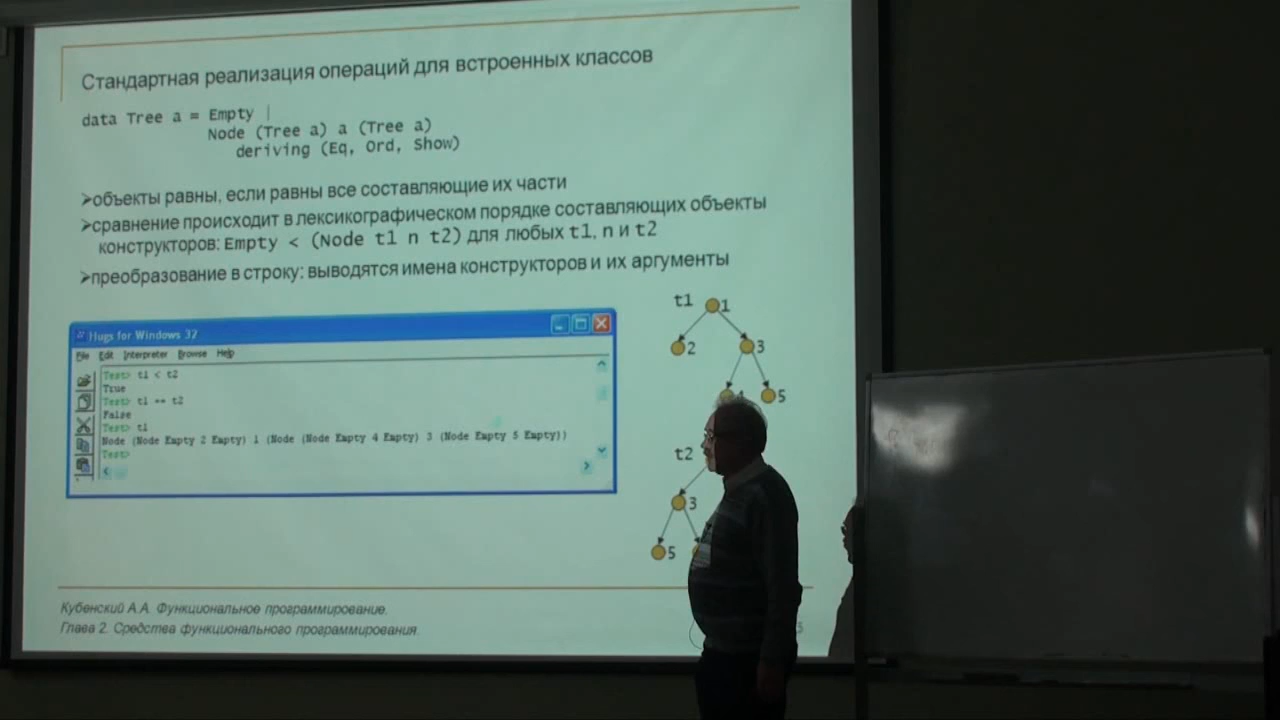 Стандартная реализация операций для встроенных классов
data Tree a = Empty |
Node (Tree a) a (Tree a)
deriving (Eq, Ord, Show)
➢объекты равны, если равны все составляющие их части
➢сравнение происходит в лексикографическом порядке составляющих объекты
конструкторов: Empty < (Node t1 n t2) для любых t1, n и t2
➢преобразование в строку: выводятся имена конструкторов и их аргументы
t1 1
2 3
4 5
Hugs for Windows 32
File Edit Interpreter Browse Help
Test> t1 < t2
True
Test> t1 == t2
False
Test> t1
Node (Node Empty 2 Empty) 1 (Node (Node Empty 4 Empty) 3 (Node Empty 5 Empty))
Test>
t2
3
5
Кубенский А.А. Функциональное программирование.
Глава 2. Средства функционального программирования.